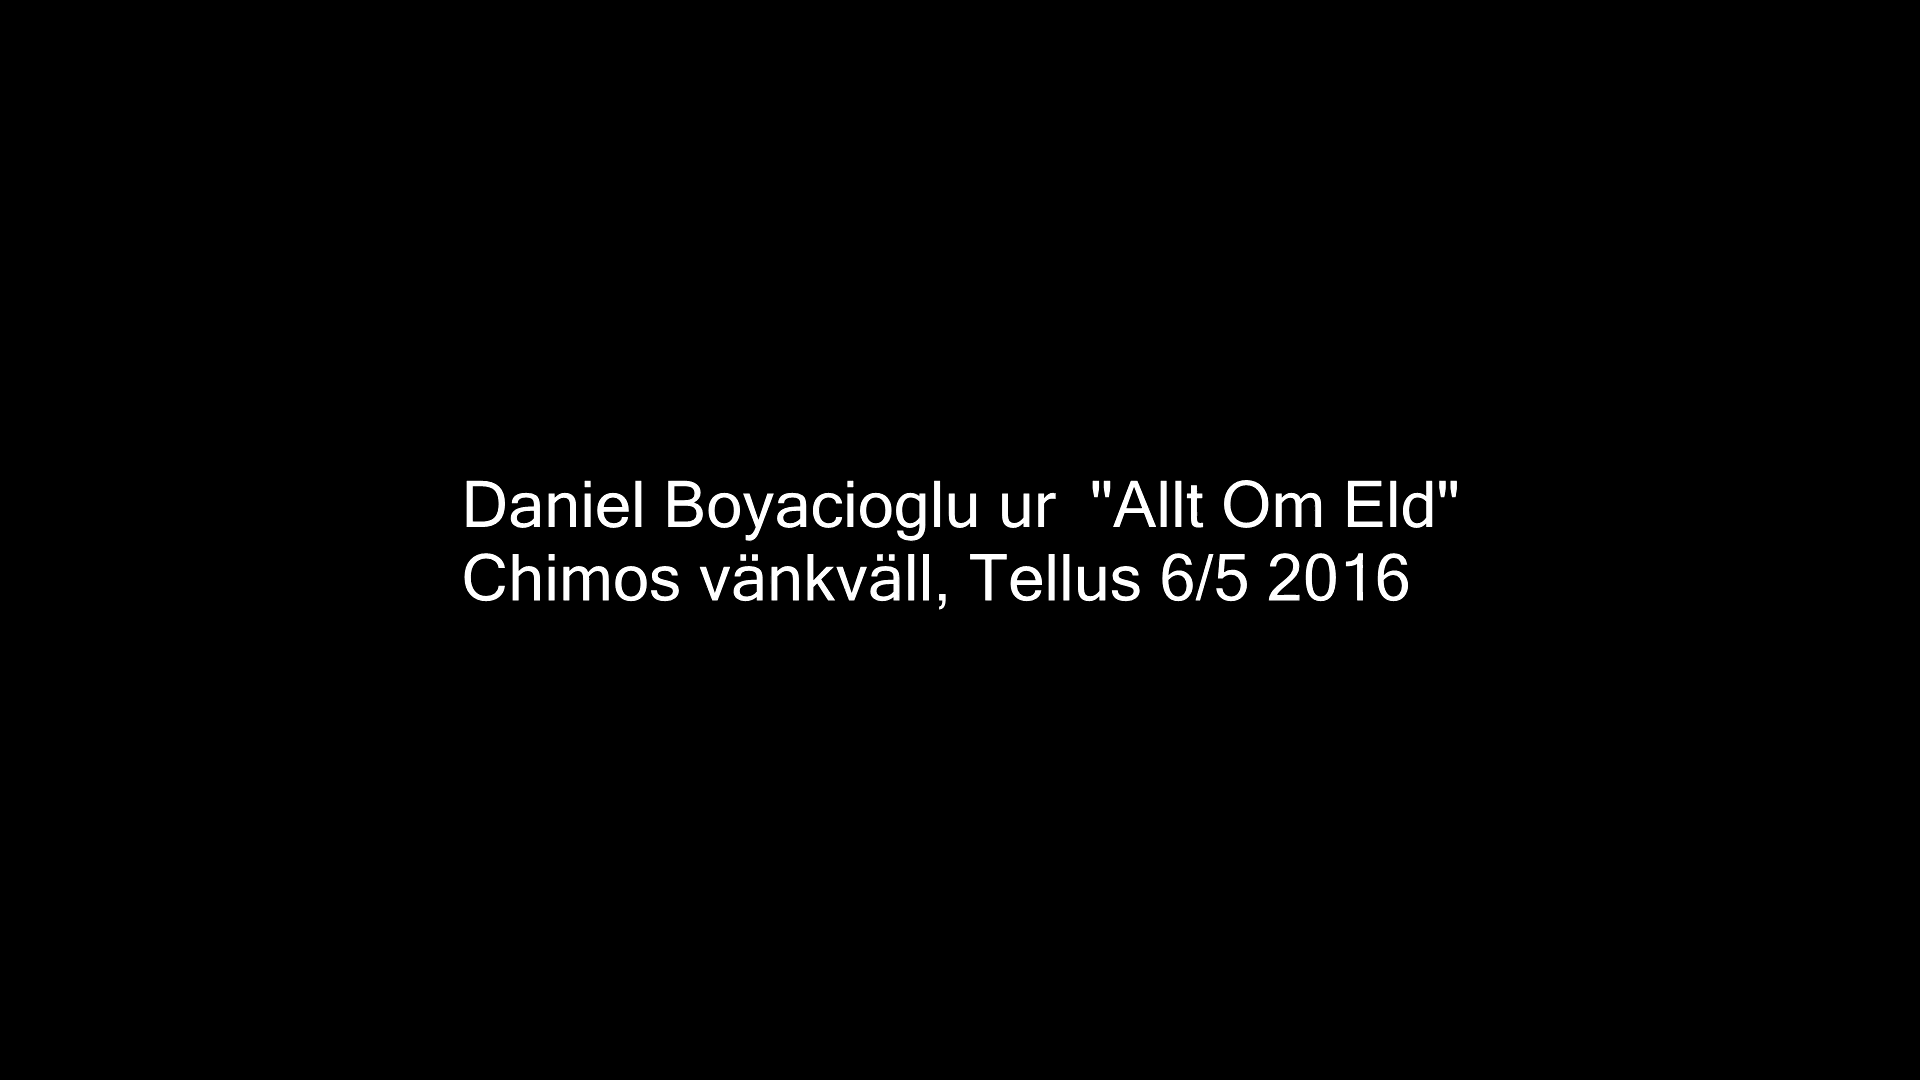 Daniel Boyacioglu ur  "Allt Om Eld"
Chimos vänkväll, Tellus 6/5 2016